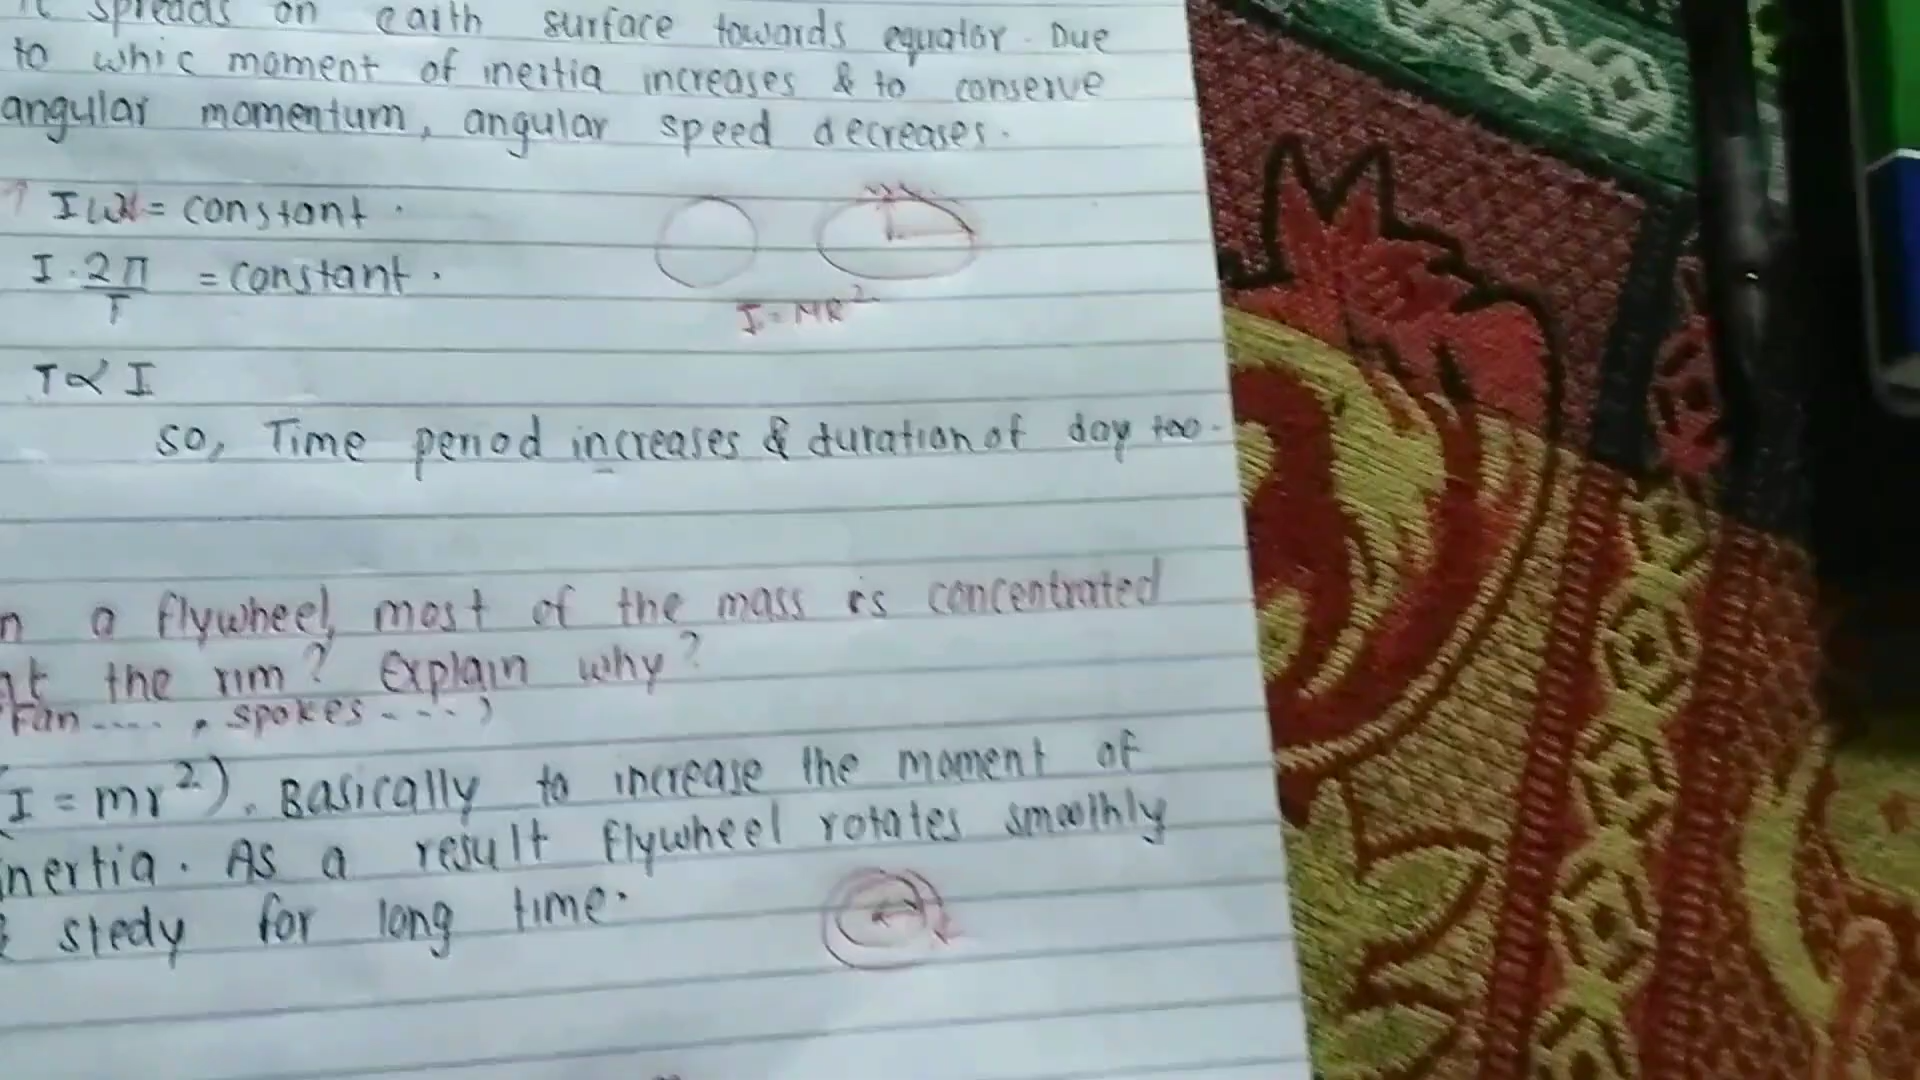 it spreads on earth surface towards equator. Due
to whic moment of inertia increases & to conserve
angular momentum, angular speed decreases.
↑ Iω↓ = constant.
I · 2π/T = constant.
I = MR²
T ∝ I
so, Time period increases & duration of day too.
n a flywheel, most of the mass is concentrated
at the rim? Explain why?
Fan ...., spokes ---)
(I = mr²). Basically to increase the moment of
inertia. As a result flywheel rotates smoothly
& stedy for long time.